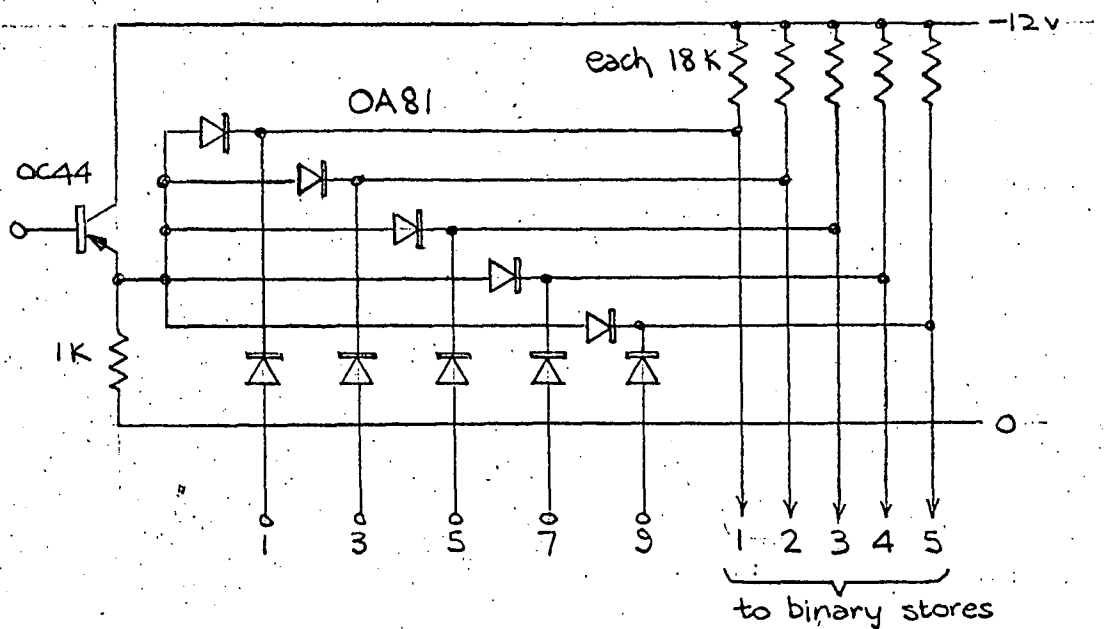 -12v
each 18K
OA81
OC44
1K
0
1 3 5 7 9 1 2 3 4 5
to binary stores